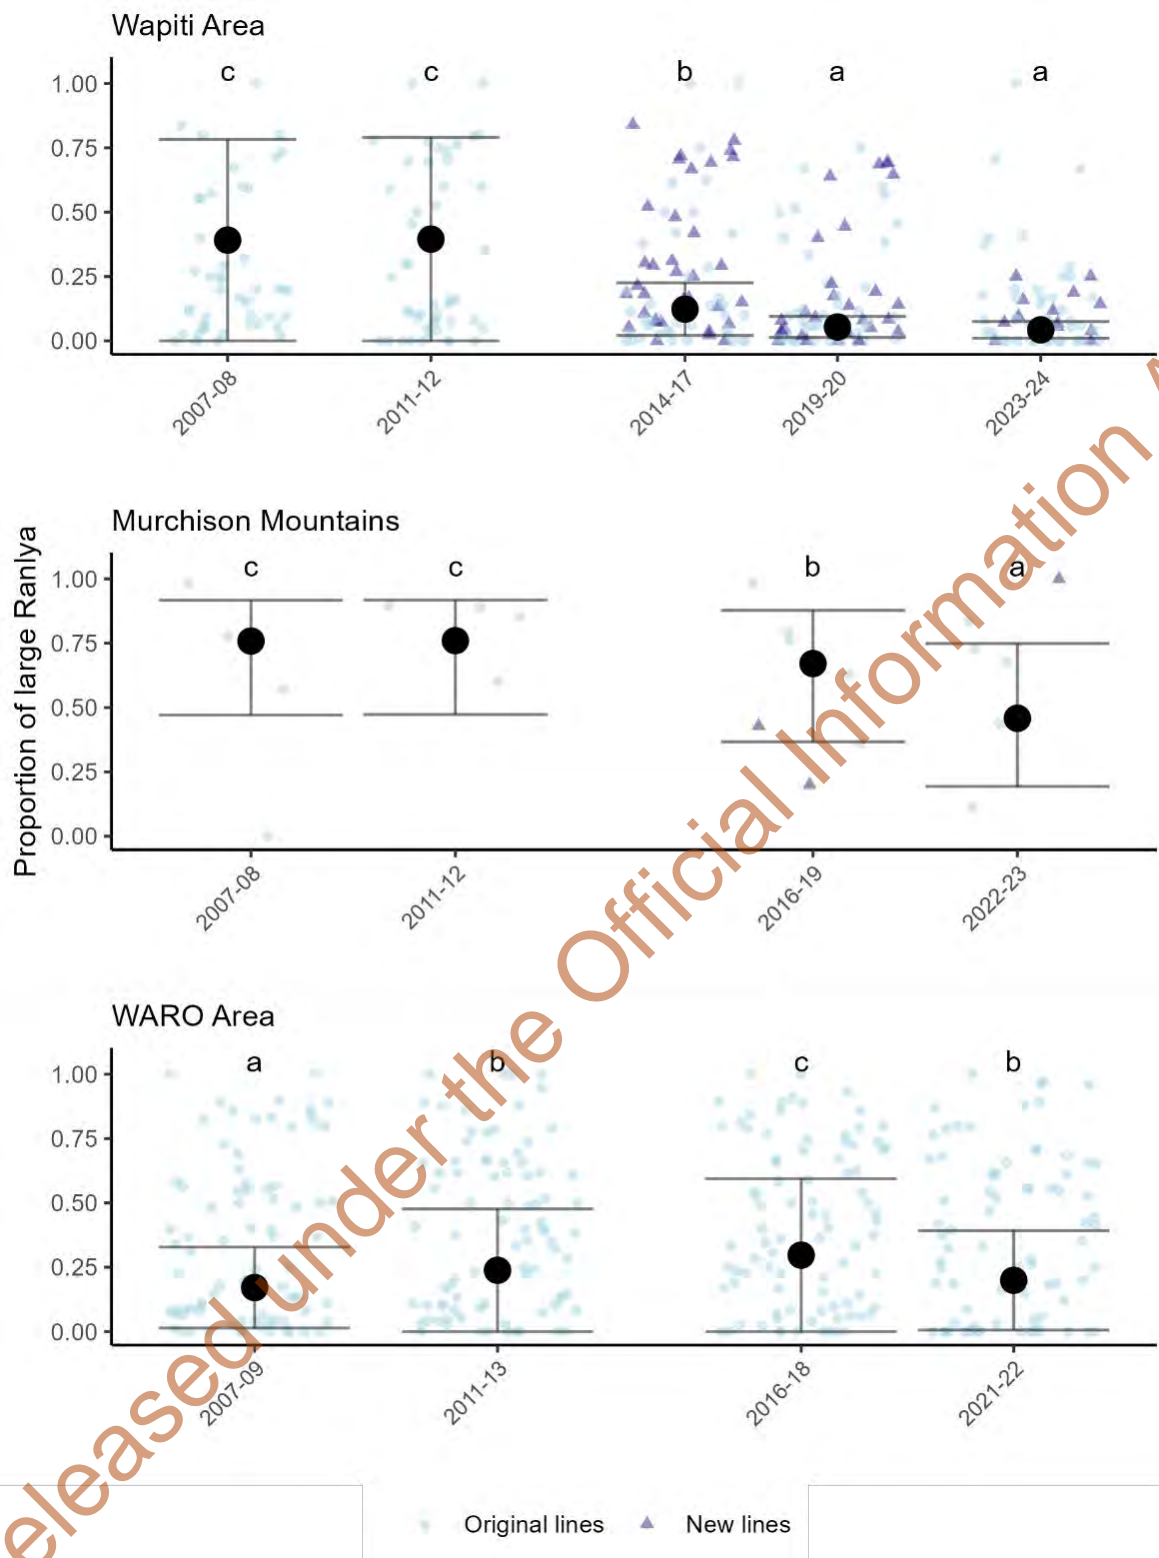 Wapiti Area
c c b a a
1.00
0.75
0.50
0.25
0.00
2007-08 2011-12 2014-17 2019-20 2023-24
Proportion of large Ranlya
Murchison Mountains
c c b a
1.00
0.75
0.50
0.25
0.00
2007-08 2011-12 2016-19 2022-23
WARO Area
a b c b
1.00
0.75
0.50
0.25
0.00
2007-09 2011-13 2016-18 2021-22
Original lines New lines
eleased under the Official Information